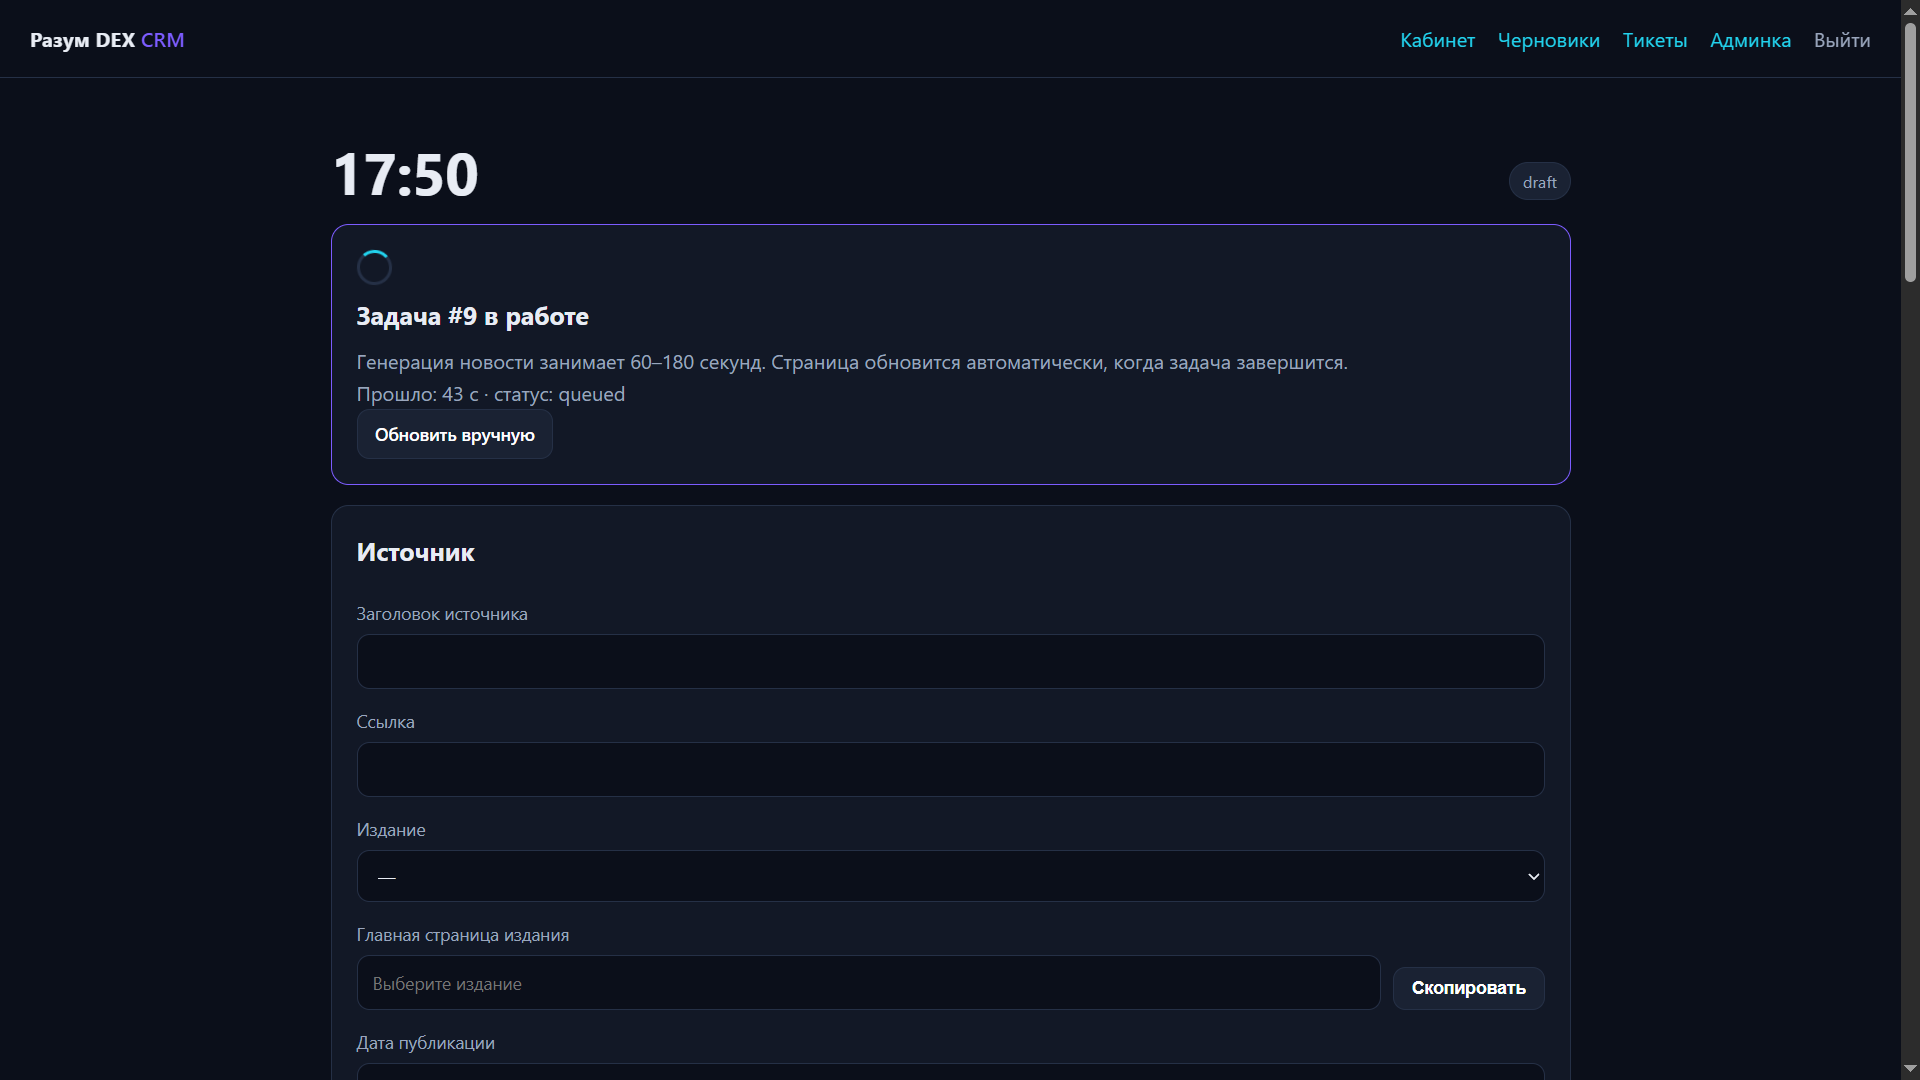 Разум DEX CRM
Кабинет Черновики Тикеты Админка Выйти
17:50
draft
Задача #9 в работе
Генерация новости занимает 60–180 секунд. Страница обновится автоматически, когда задача завершится.
Прошло: 43 с · статус: queued
Обновить вручную
Источник
Заголовок источника
Ссылка
Издание
—
Главная страница издания
Выберите издание
Скопировать
Дата публикации